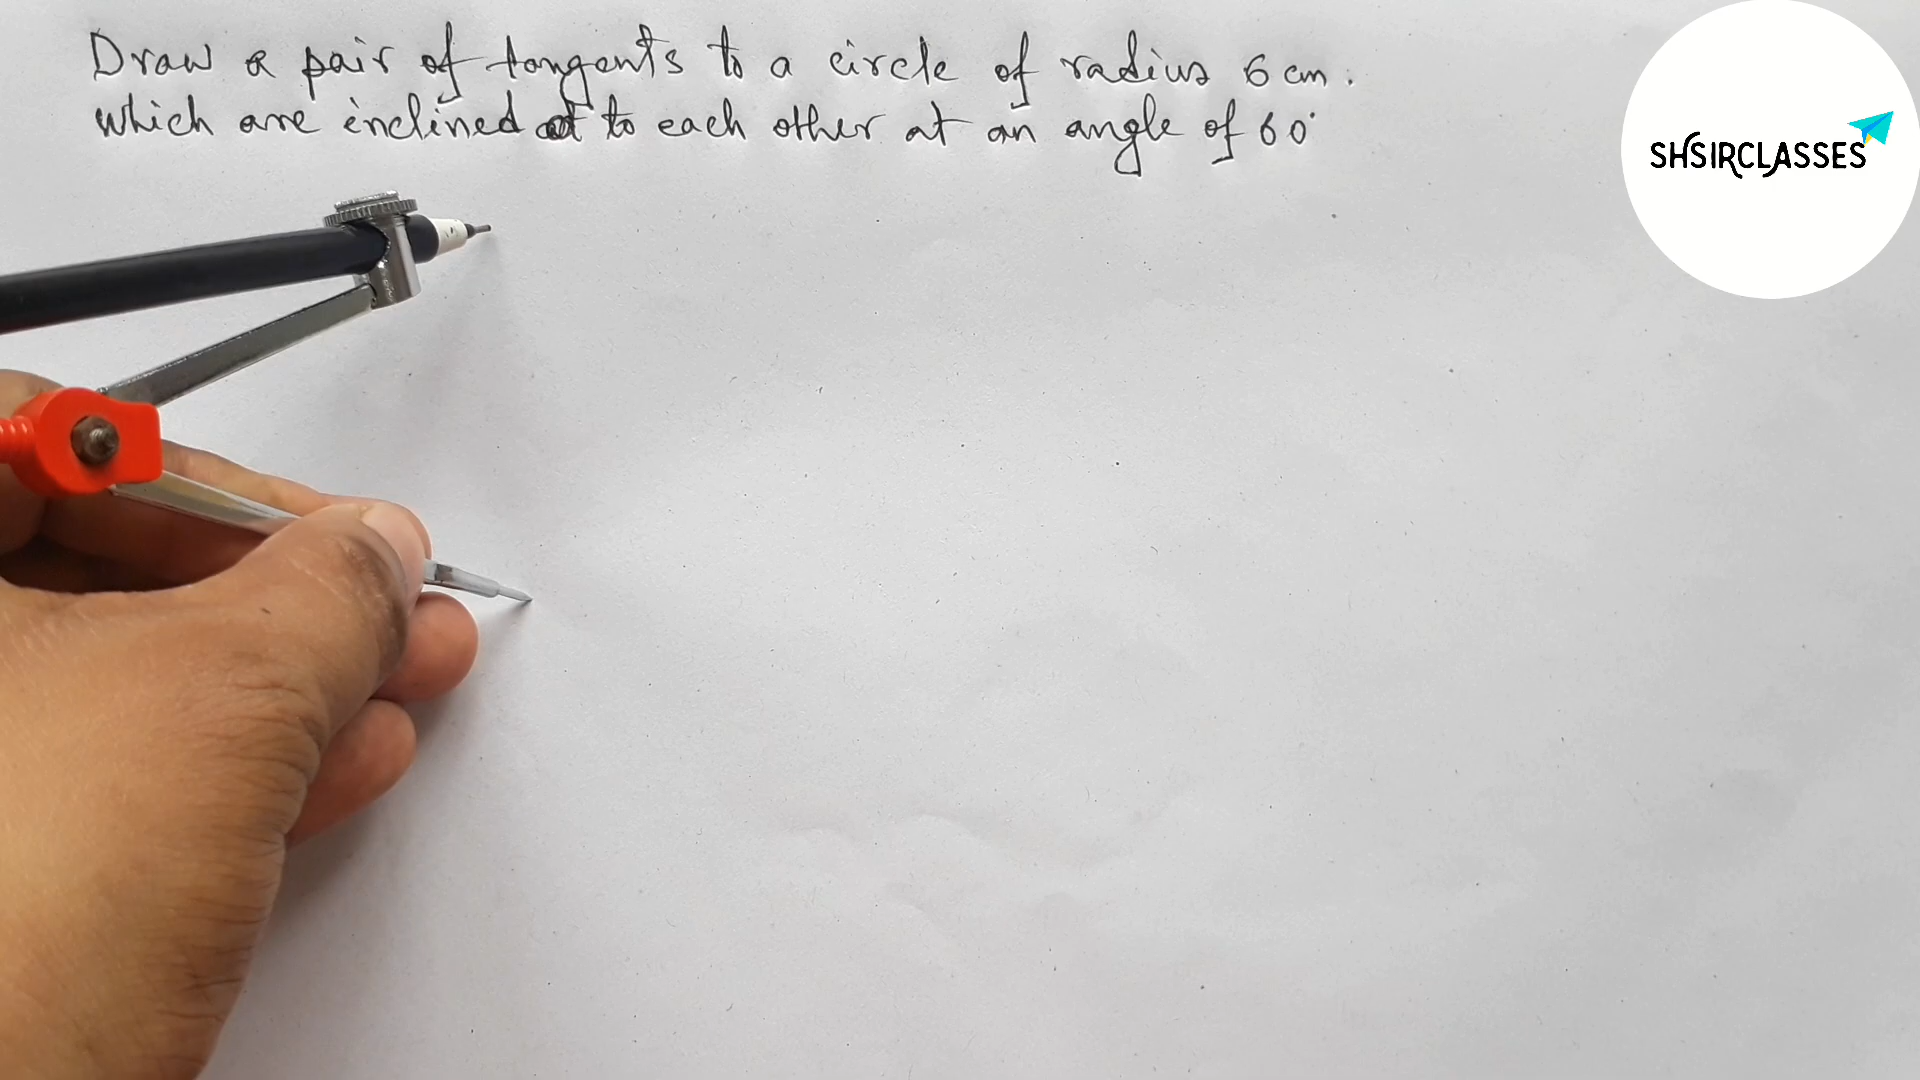 Draw a pair of tangents to a circle of radius 6 cm.
which are inclined to each other at an angle of 60°
SHSIRCLASSES